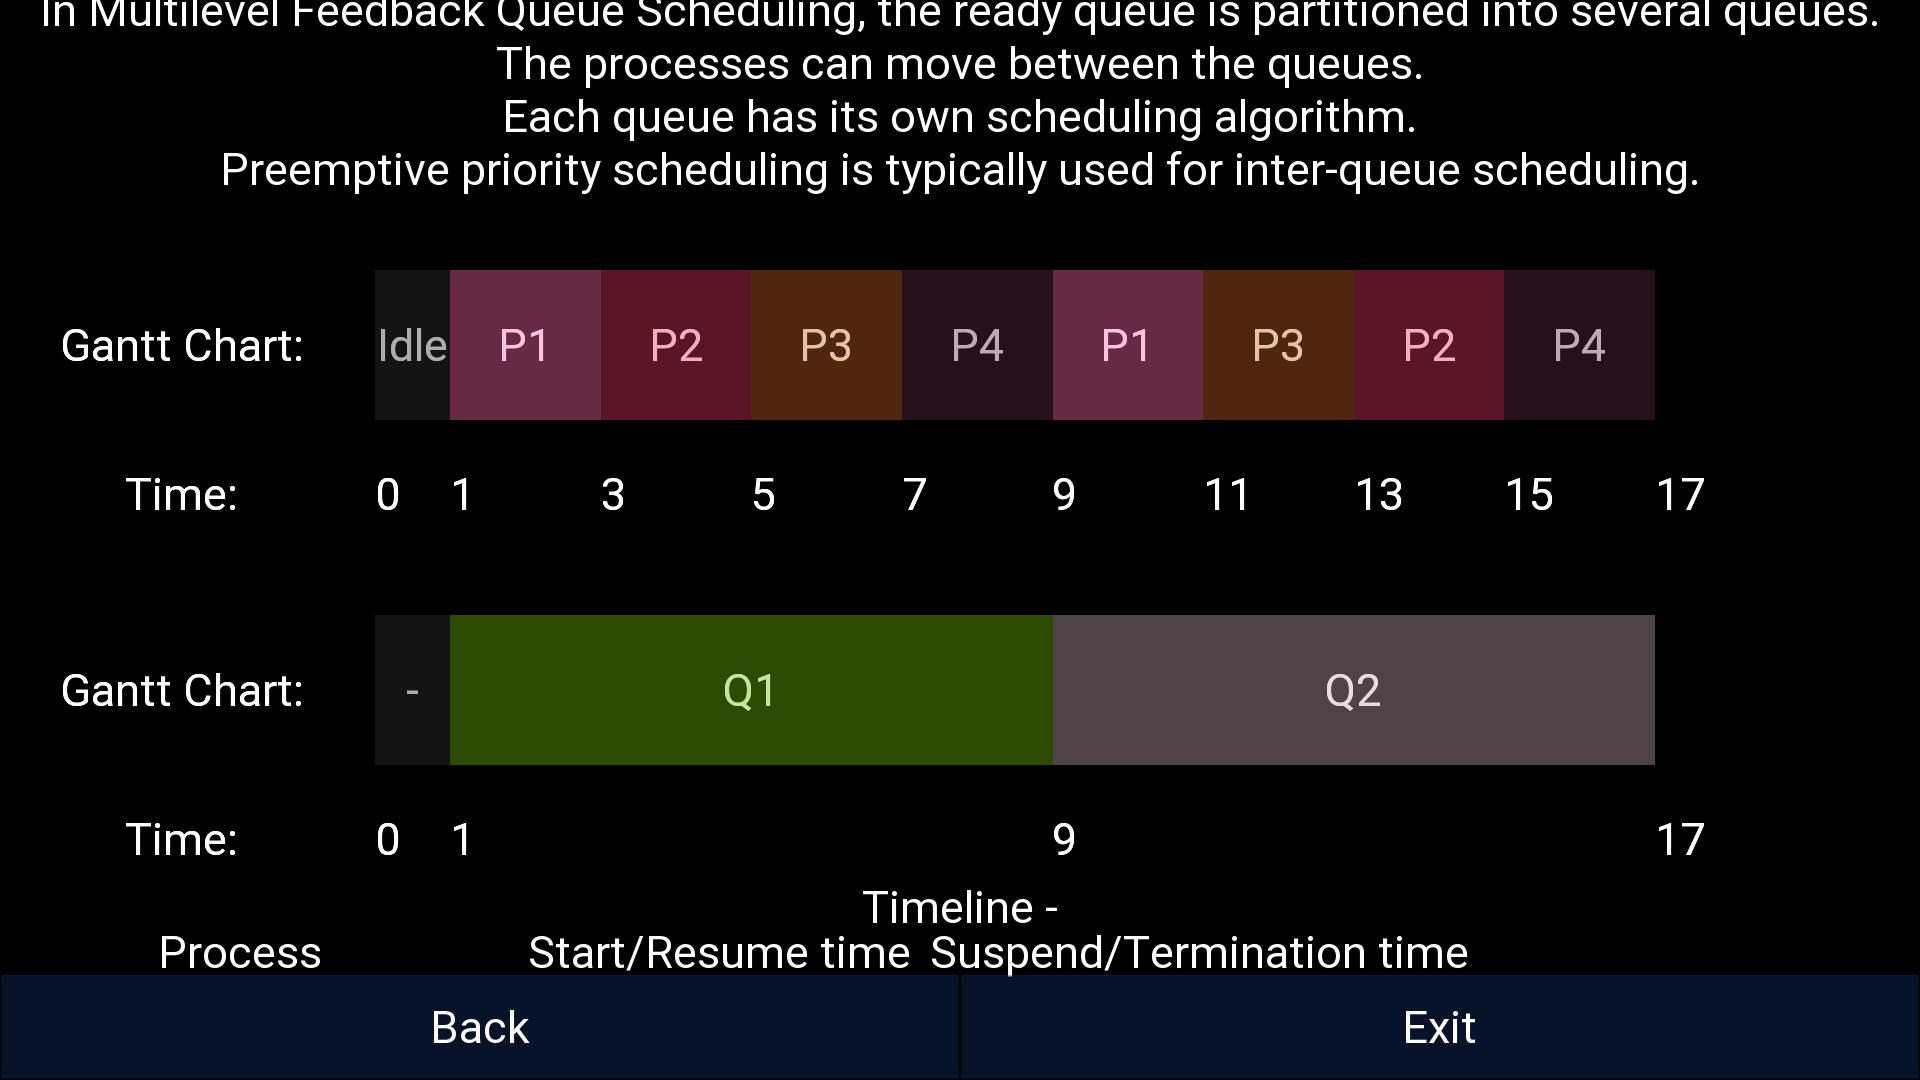 In Multilevel Feedback Queue Scheduling, the ready queue is partitioned into several queues.
The processes can move between the queues.
Each queue has its own scheduling algorithm.
Preemptive priority scheduling is typically used for inter-queue scheduling.
Gantt Chart: Idle P1 P2 P3 P4 P1 P3 P2 P4
Time: 0 1 3 5 7 9 11 13 15 17
Gantt Chart: - Q1 Q2
Time: 0 1 9 17
Timeline -
Process Start/Resume time Suspend/Termination time
Back Exit